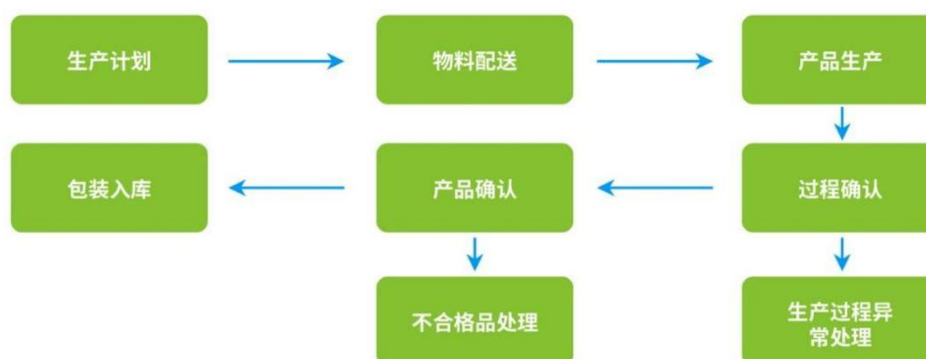 生产计划
物料配送
产品生产
包装入库
产品确认
过程确认
不合格品处理
生产过程异
常处理